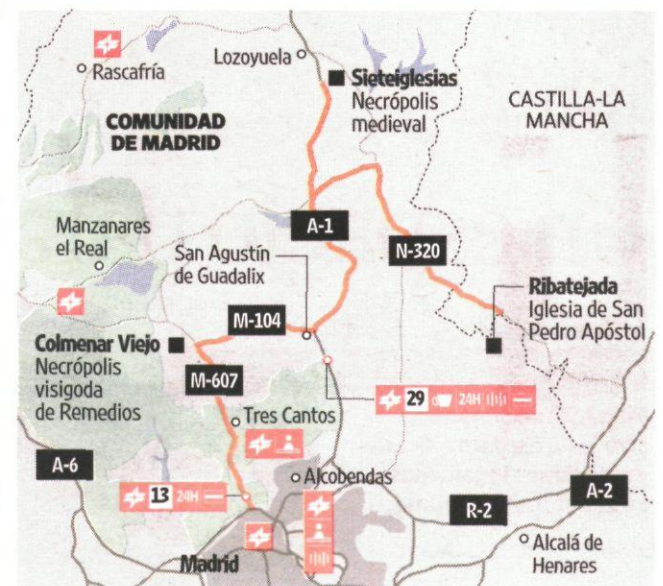 Lozoyuela
Rascafría
Sieteiglesias
Necrópolis
medieval
COMUNIDAD
DE MADRID
CASTILLA-LA
MANCHA
Manzanares
el Real
San Agustín
de Guadalix
A-1
N-320
Ribatejada
Iglesia de San
Pedro Apóstol
M-104
Colmenar Viejo
Necrópolis
visigoda
de Remedios
M-607
29 24H
Tres Cantos
A-6
13 24H
Alcobendas
R-2
A-2
Madrid
Alcalá de
Henares